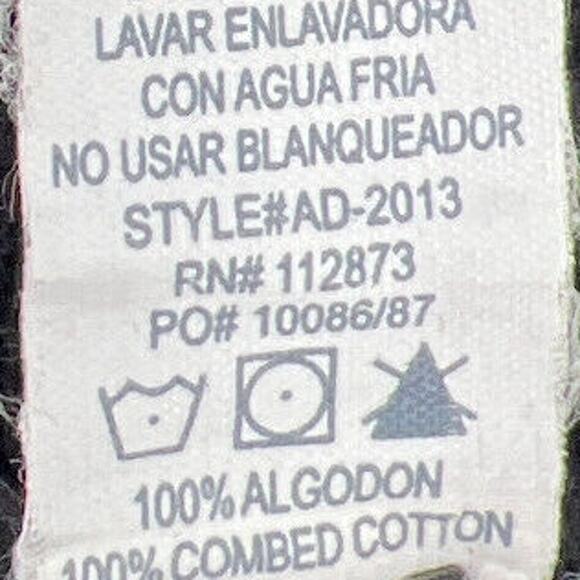 LAVAR ENLAVADORA
CON AGUA FRIA
NO USAR BLANQUEADOR
STYLE#AD-2013
RN# 112873
PO# 10086/87
100% ALGODON
100% COMBED COTTON